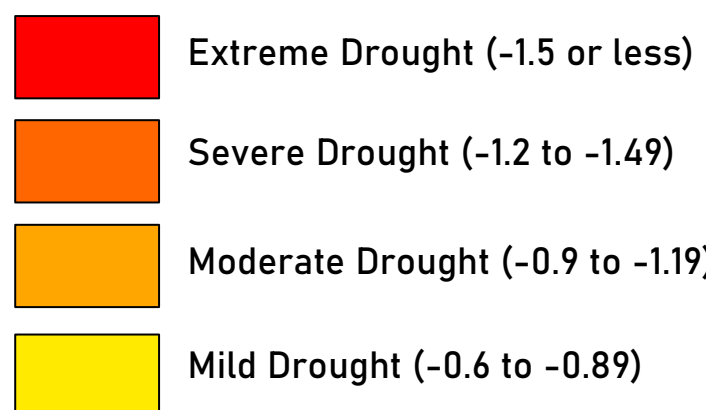 Extreme Drought (-1.5 or less)
Severe Drought (-1.2 to -1.49)
Moderate Drought (-0.9 to -1.19)
Mild Drought (-0.6 to -0.89)